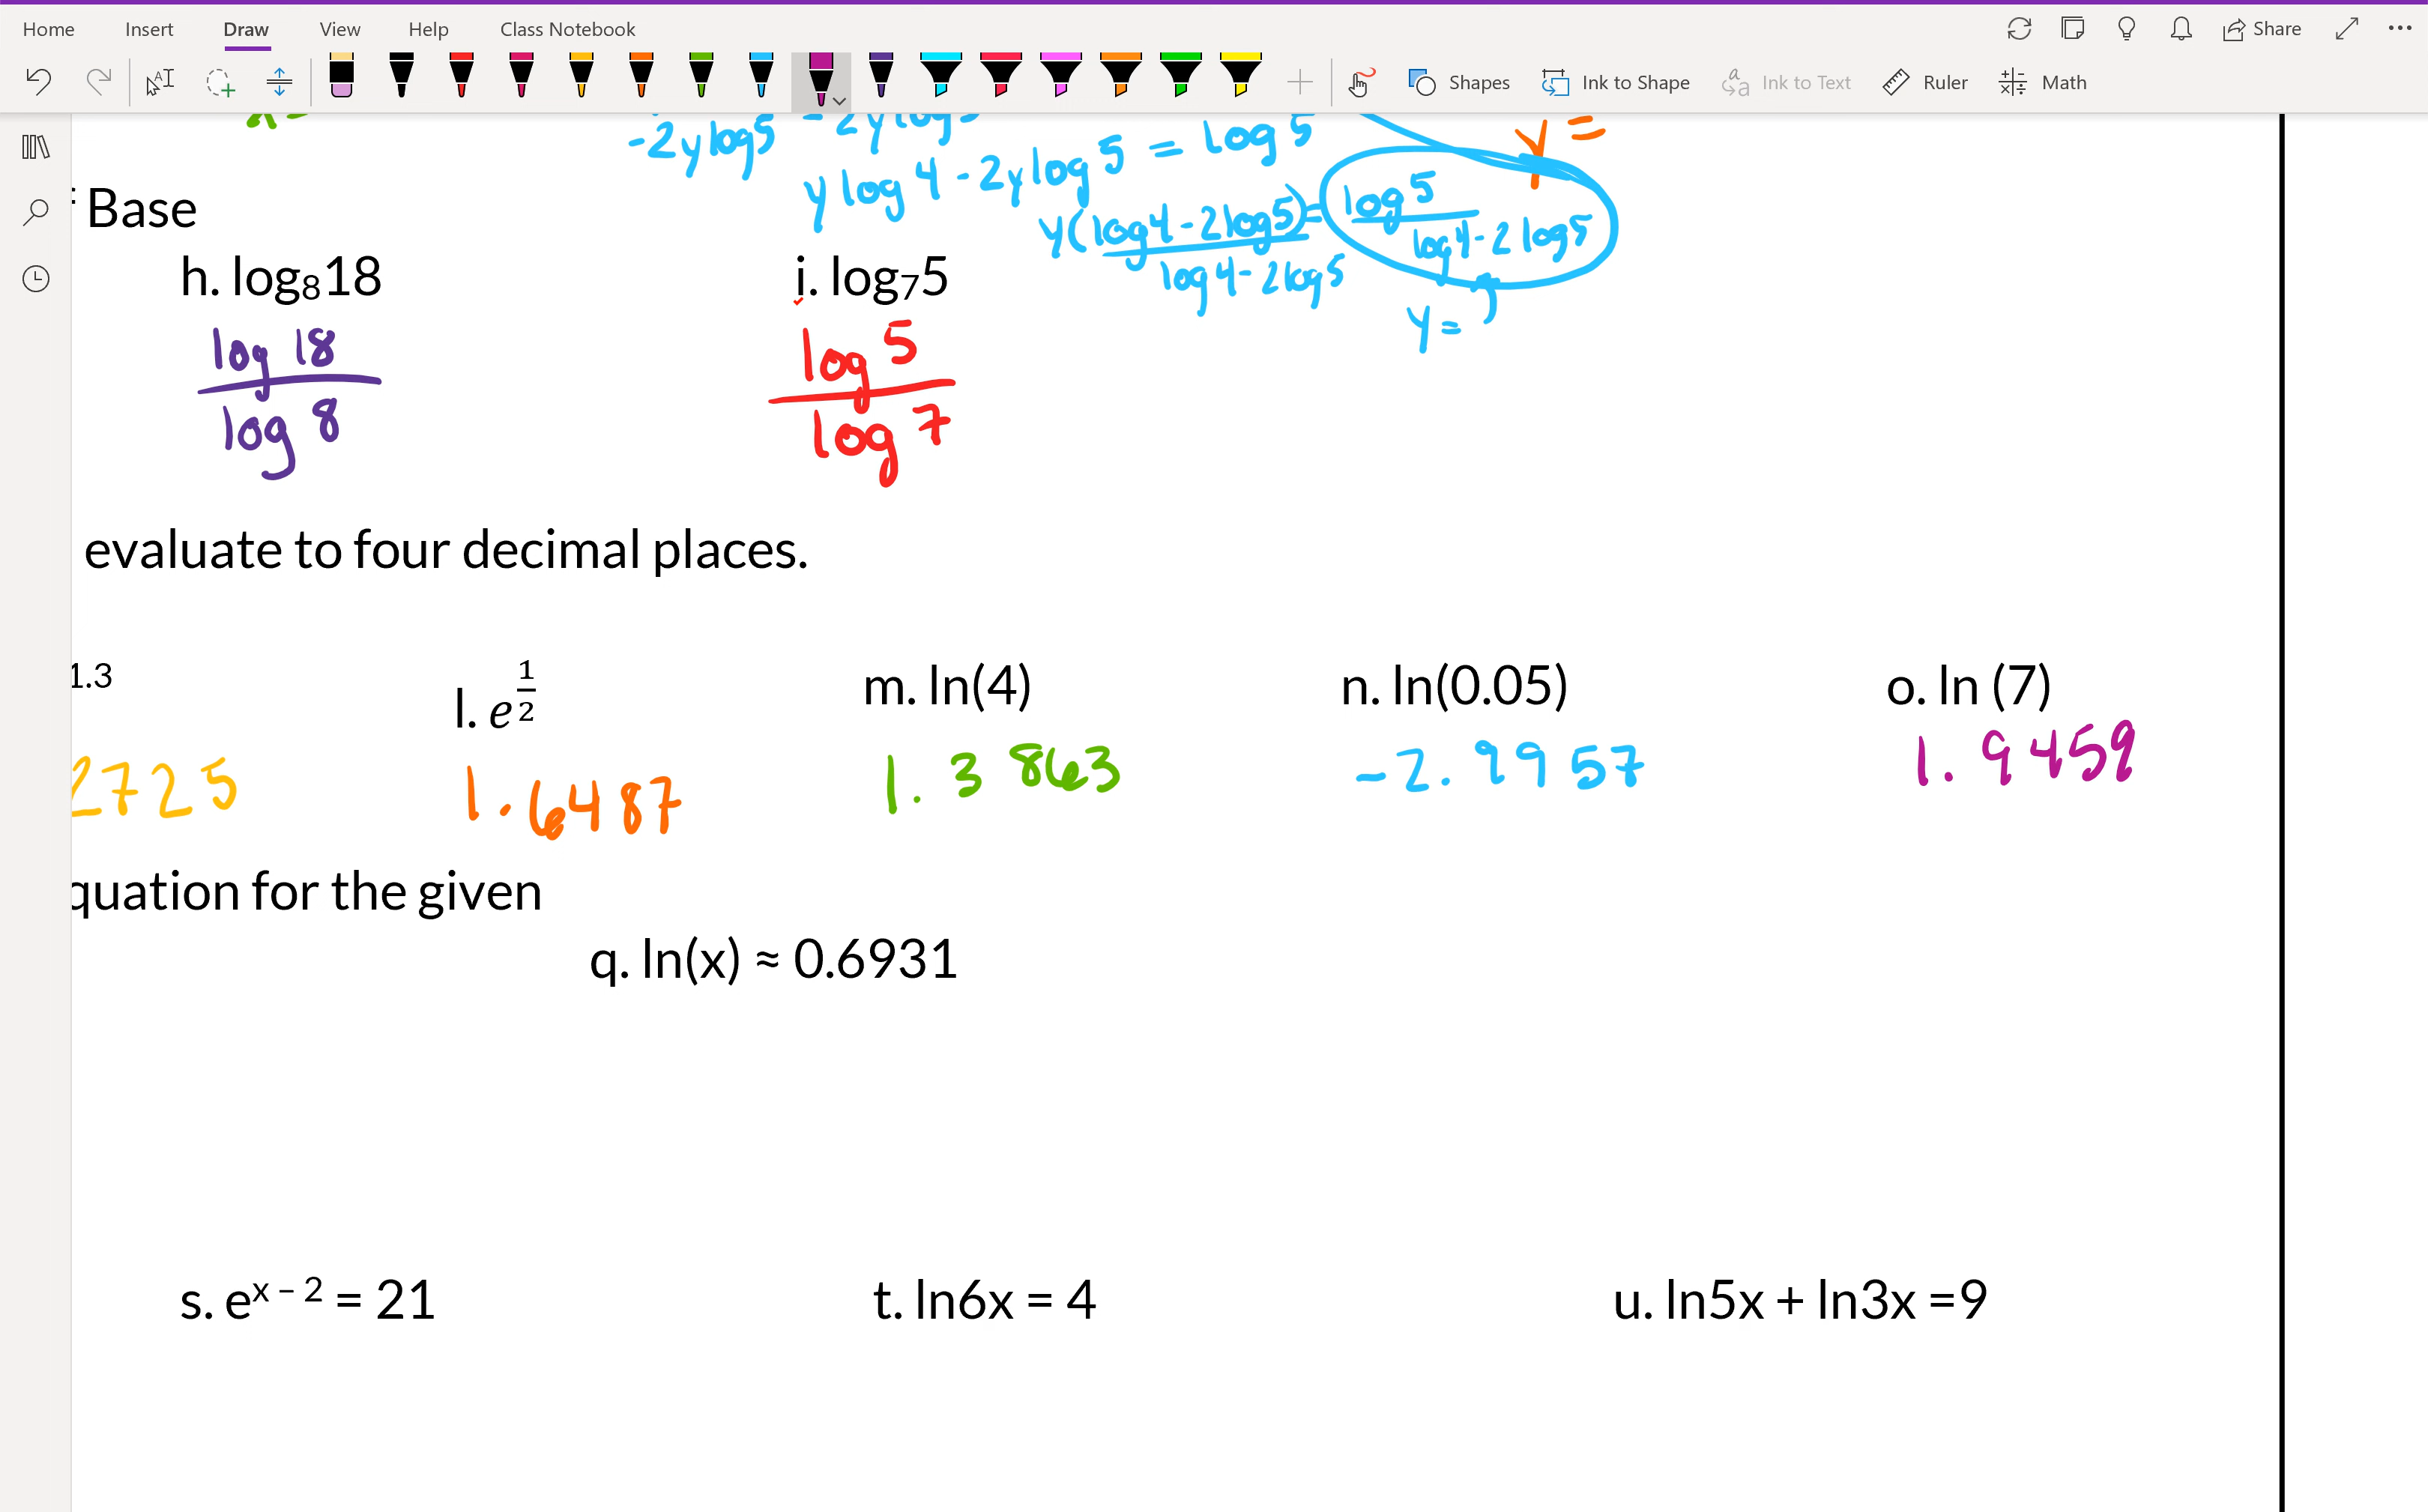 Home Insert Draw View Help Class Notebook Share
Shapes Ink to Shape Ink to Text Ruler Math
-2ylog5 -2ylog5
y log 4 - 2y log 5 = log 5
y =
y(log4 - 2log5) = log 5
log4 - 2log5 log4 - 2log5
y =
Base
h. log₈18 i. log₇5
log 18 log 5
log 8 log 7
evaluate to four decimal places.
1.3 l. e^1/2 m. ln(4) n. ln(0.05) o. ln (7)
2725 1.6487 1.3863 -2.9957 1.9459
quation for the given
q. ln(x) ≈ 0.6931
s. e^x – 2 = 21 t. ln6x = 4 u. ln5x + ln3x =9